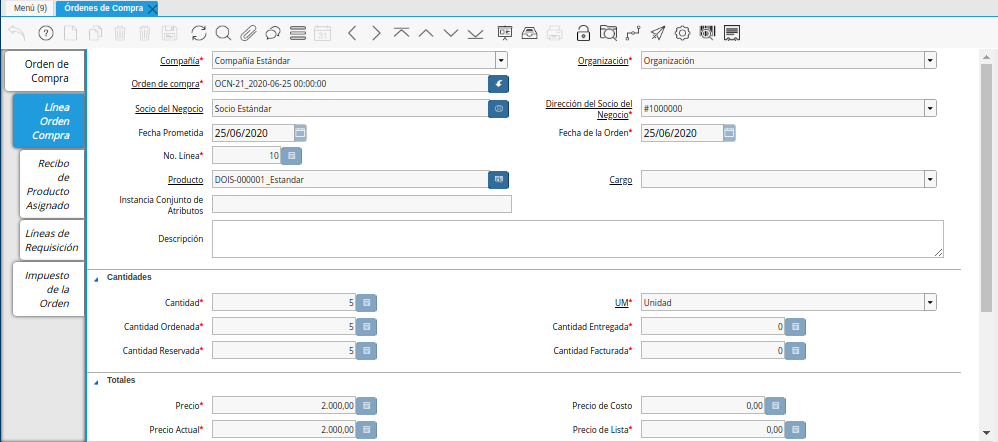 Menú (9) Órdenes de Compra
Orden de
Compra
Línea
Orden
Compra
Recibo
de
Producto
Asignado
Líneas de
Requisición
Impuesto
de la
Orden
Compañía* Compañía Estándar Organización* Organización
Orden de compra* OCN-21_2020-06-25 00:00:00
Socio del Negocio Socio Estándar Dirección del Socio del
Negocio* #1000000
Fecha Prometida 25/06/2020 Fecha de la Orden* 25/06/2020
No. Línea* 10
Producto DOIS-000001_Estandar Cargo
Instancia Conjunto de
Atributos
Descripción
Cantidades
Cantidad* 5 UM* Unidad
Cantidad Ordenada* 5 Cantidad Entregada* 0
Cantidad Reservada* 5 Cantidad Facturada* 0
Totales
Precio* 2.000,00 Precio de Costo 0,00
Precio Actual* 2.000,00 Precio de Lista* 0,00